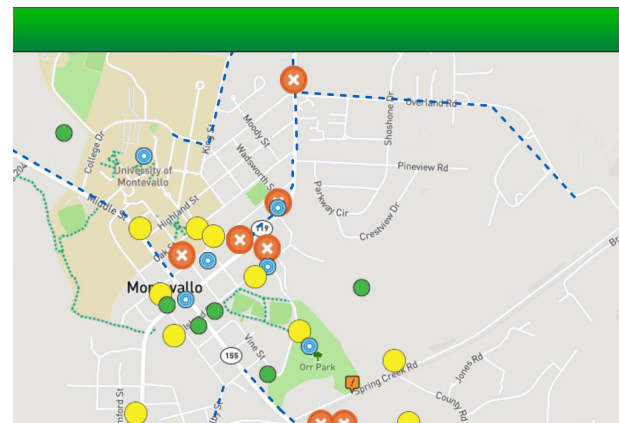 Overland Rd
Shoshone Dr
King St
Moody St
College Dr
University of
Montevallo
Wadsworth St
Pineview Rd
204
Middle St
Highland St
Parkway Cir
Crestview Dr
119
Oak St
155
Vine St
Orr Park
Spring Creek Rd
Jones Rd
County Rd